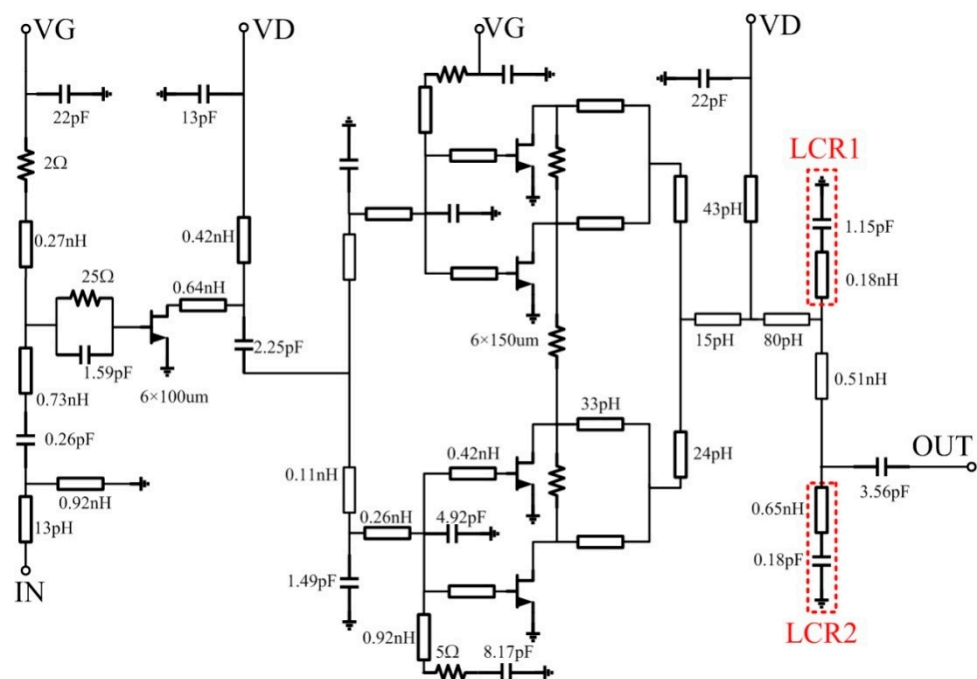 VG
VD
VG
VD
22pF
13pF
22pF
LCR1
2Ω
43pH
1.15pF
0.27nH
0.42nH
0.18nH
25Ω
0.64nH
15pH
80pH
2.25pF
1.59pF
6×150um
0.51nH
0.73nH
6×100um
33pH
0.26pF
OUT
0.42nH
24pH
0.11nH
3.56pF
0.92nH
0.26nH
4.92pF
0.65nH
13pH
0.18pF
1.49pF
IN
0.92nH
5Ω
8.17pF
LCR2